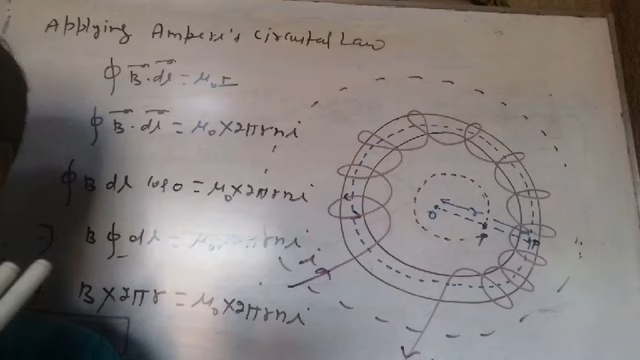 Applying Ampere's Circuital Law
∮ B⃗·dl⃗ = μ₀I
∮ B⃗·dl⃗ = μ₀×2πrni
∮ B dl cos0 = μ₀×2πrni
B ∮ dl = μ₀×2πrni
B×2πr = μ₀×2πrni
O
r
P
P
i